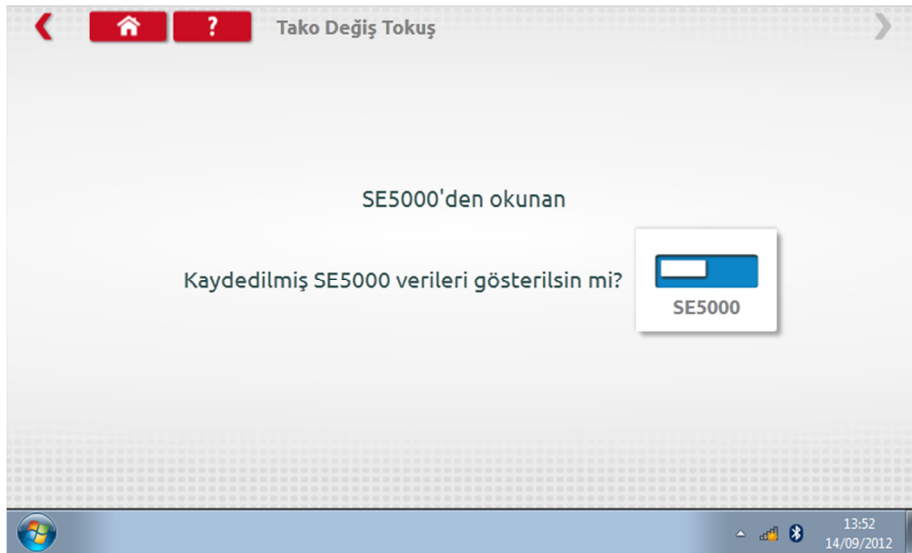 ? Tako Değiş Tokuş
SE5000'den okunan
Kaydedilmiş SE5000 verileri gösterilsin mi?
SE5000
13:52
14/09/2012